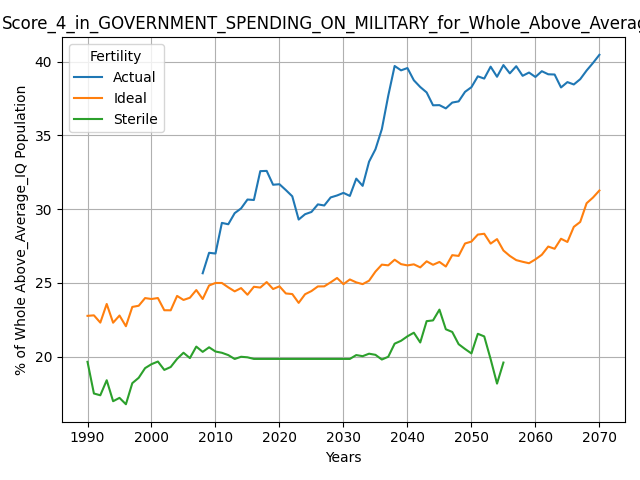 Score_4_in_GOVERNMENT_SPENDING_ON_MILITARY_for_Whole_Above_Averag
Fertility
Actual
Ideal
Sterile
% of Whole Above_Average_IQ Population
40
35
30
25
20
1990 2000 2010 2020 2030 2040 2050 2060 2070
Years